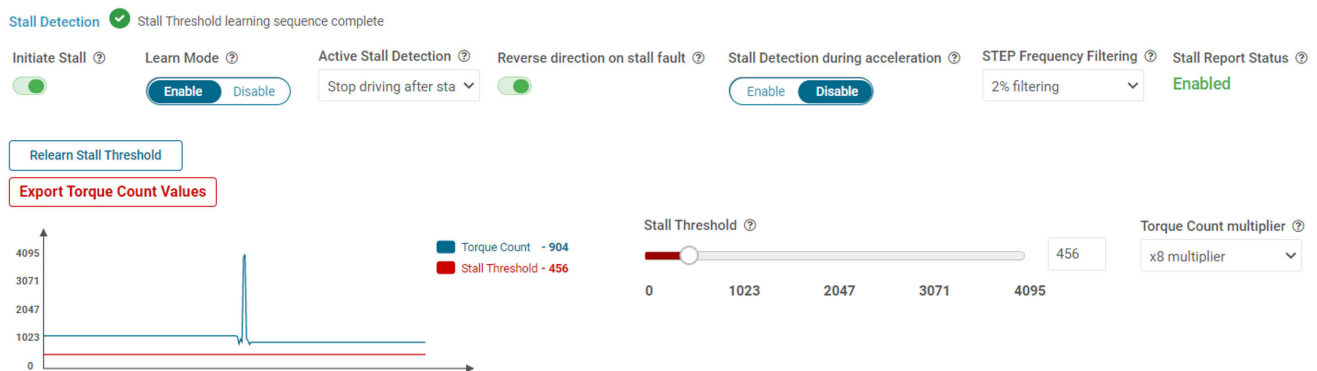 Stall Detection Stall Threshold learning sequence complete
Initiate Stall Learn Mode Active Stall Detection Reverse direction on stall fault Stall Detection during acceleration STEP Frequency Filtering Stall Report Status
Enable Disable Stop driving after sta Enable Disable 2% filtering Enabled
Relearn Stall Threshold
Export Torque Count Values
Stall Threshold Torque Count multiplier
4095 Torque Count - 904 456 x8 multiplier
Stall Threshold - 456
3071
0 1023 2047 3071 4095
2047
1023
0